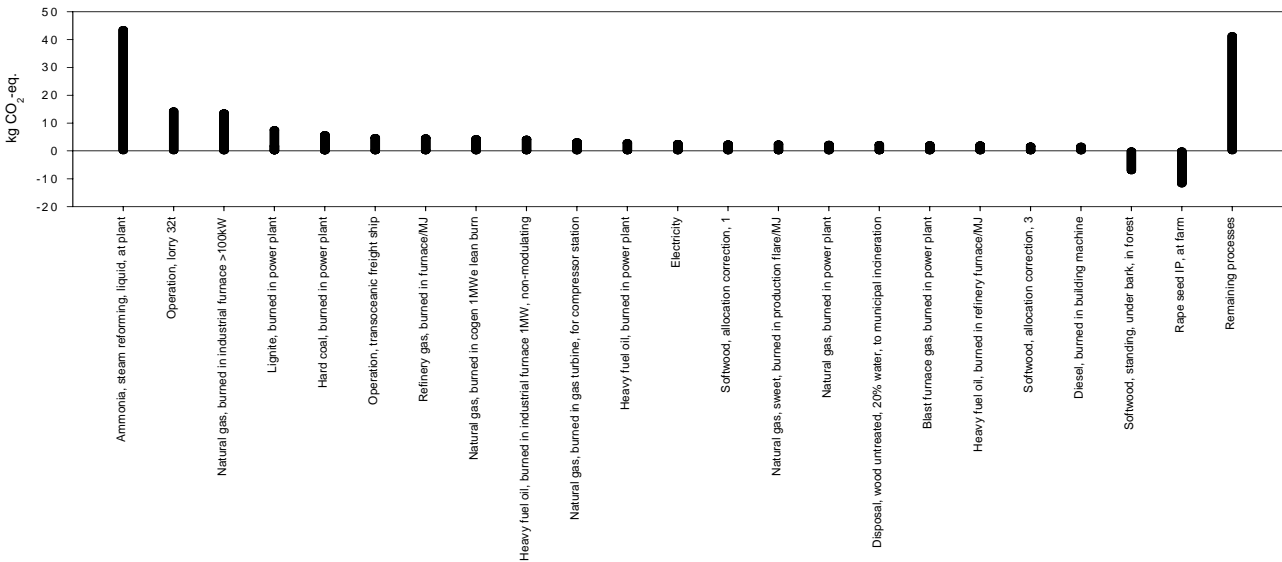 50
40
30
20
10
0
-10
-20
kg CO2-eq.
Ammonia, steam reforming, liquid, at plant
Operation, lorry 32t
Natural gas, burned in industrial furnace >100kW
Lignite, burned in power plant
Hard coal, burned in power plant
Operation, transoceanic freight ship
Refinery gas, burned in furnace/MJ
Natural gas, burned in cogen 1MWe lean burn
Heavy fuel oil, burned in industrial furnace 1MW, non-modulating
Natural gas, burned in gas turbine, for compressor station
Heavy fuel oil, burned in power plant
Electricity
Softwood, allocation correction, 1
Natural gas, sweet, burned in production flare/MJ
Natural gas, burned in power plant
Disposal, wood untreated, 20% water, to municipal incineration
Blast furnace gas, burned in power plant
Heavy fuel oil, burned in refinery furnace/MJ
Softwood, allocation correction, 3
Diesel, burned in building machine
Softwood, standing, under bark, in forest
Rape seed IP, at farm
Remaining processes